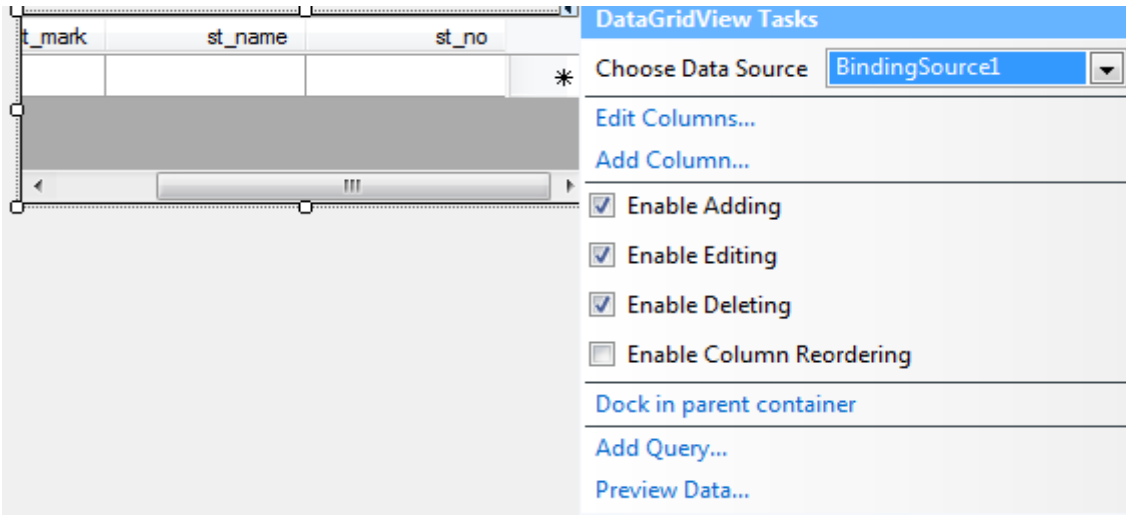 t_mark st_name st_no
DataGridView Tasks
Choose Data Source BindingSource1
Edit Columns...
Add Column...
Enable Adding
Enable Editing
Enable Deleting
Enable Column Reordering
Dock in parent container
Add Query...
Preview Data...